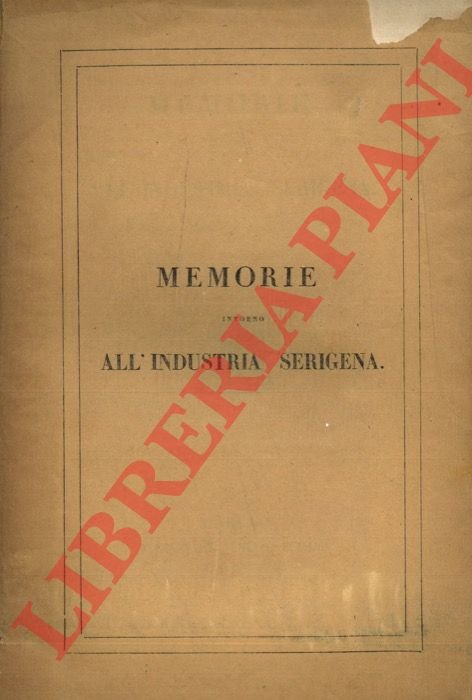 MEMORIE
INTORNO
ALL' INDUSTRIA SERIGENA.
LIBRERIA PIANI